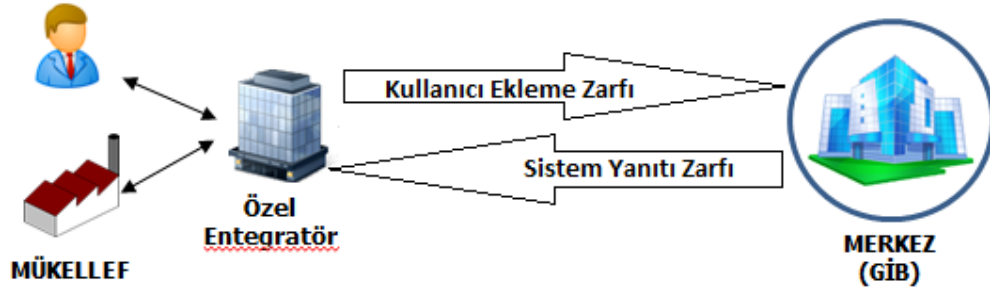 Kullanıcı Ekleme Zarfı
Sistem Yanıtı Zarfı
Özel
Entegratör
MÜKELLEF
MERKEZ
(GİB)